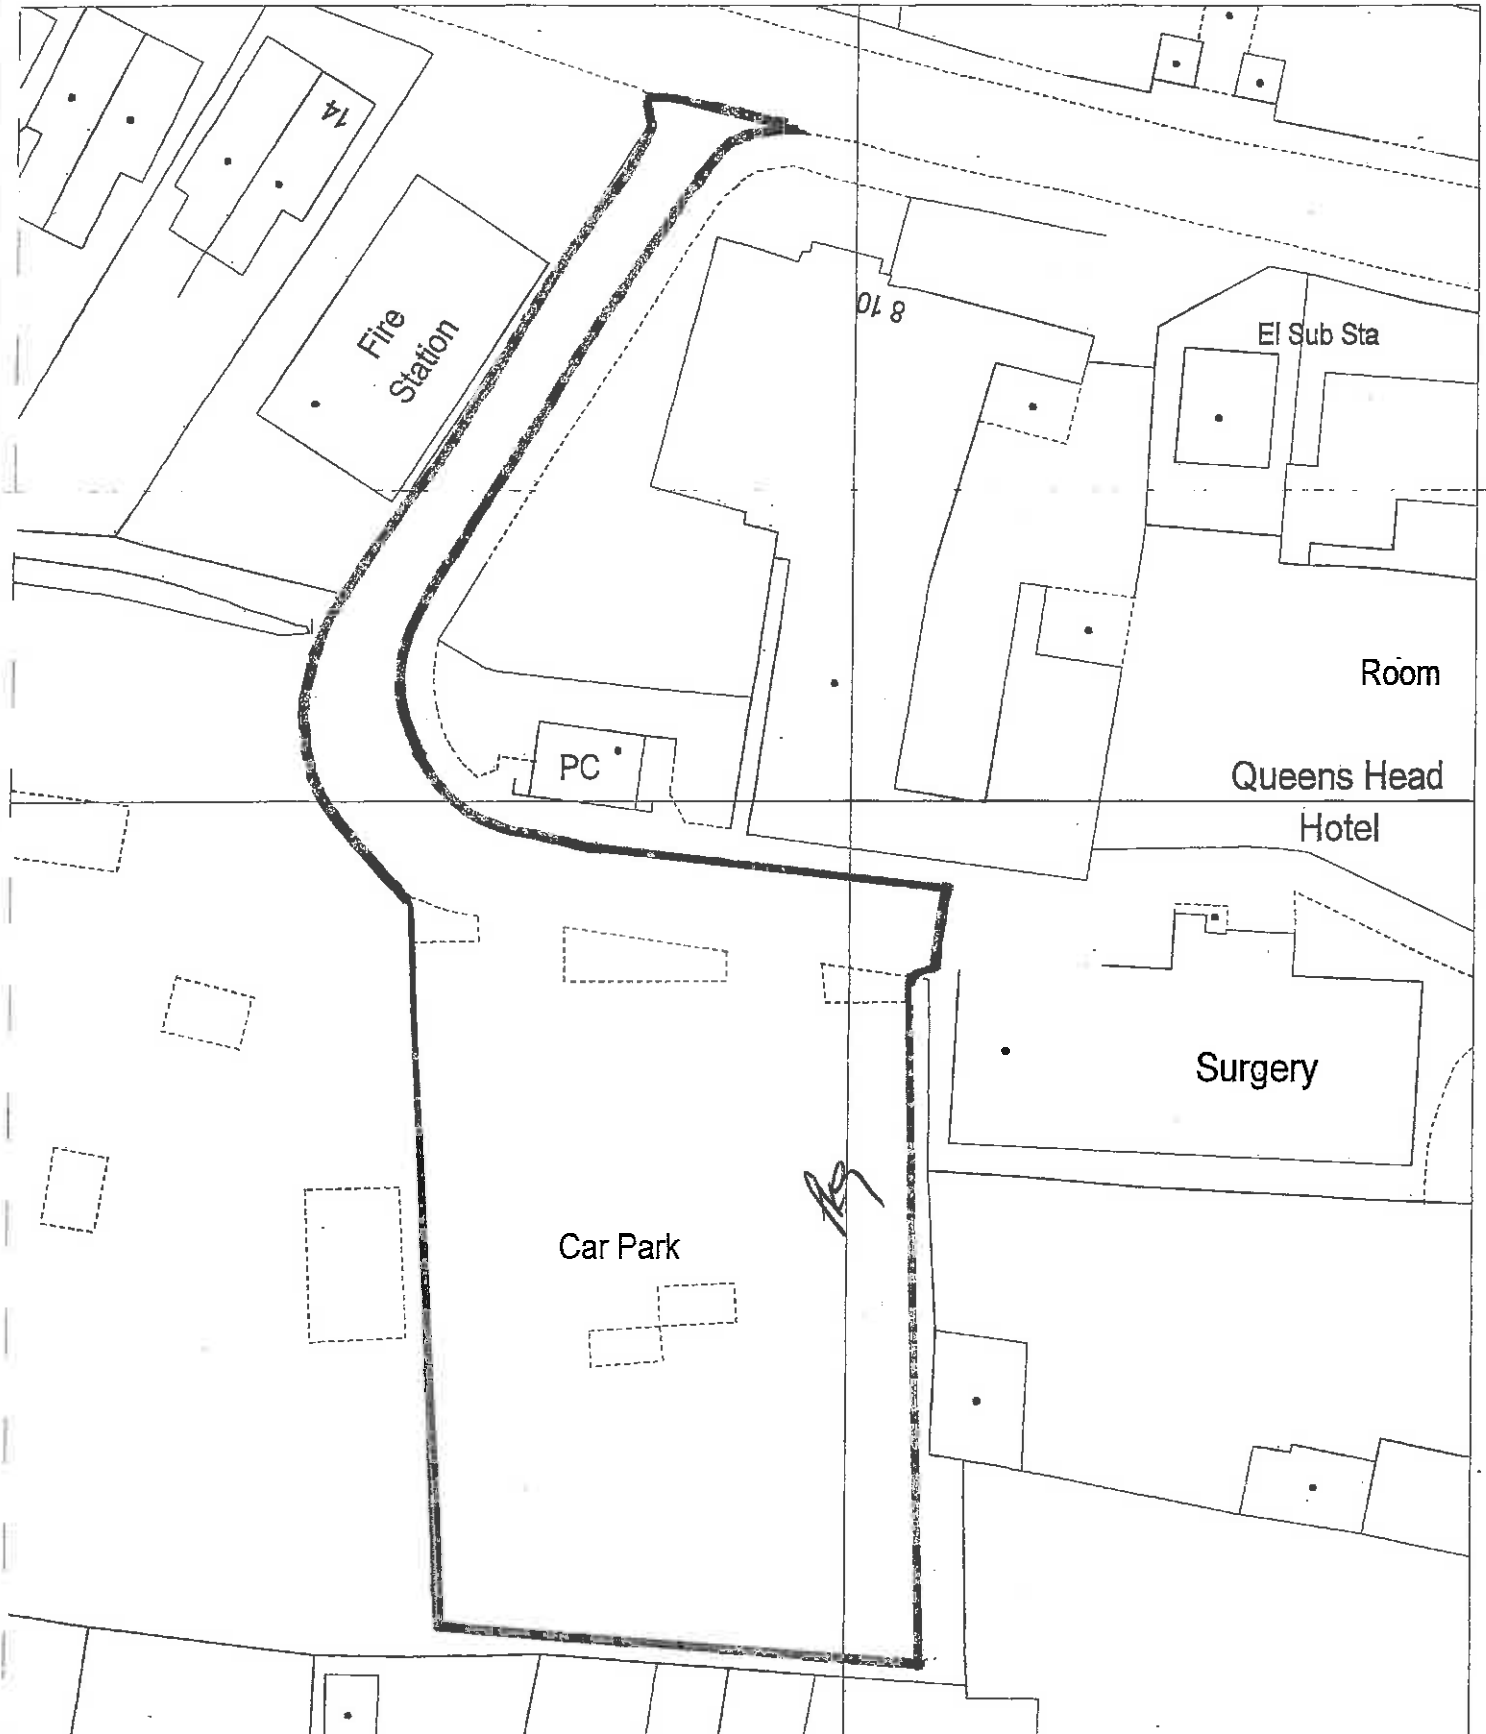 14
Fire
Station
8 10
El Sub Sta
Room
Queens Head
Hotel
PC
Surgery
Car Park